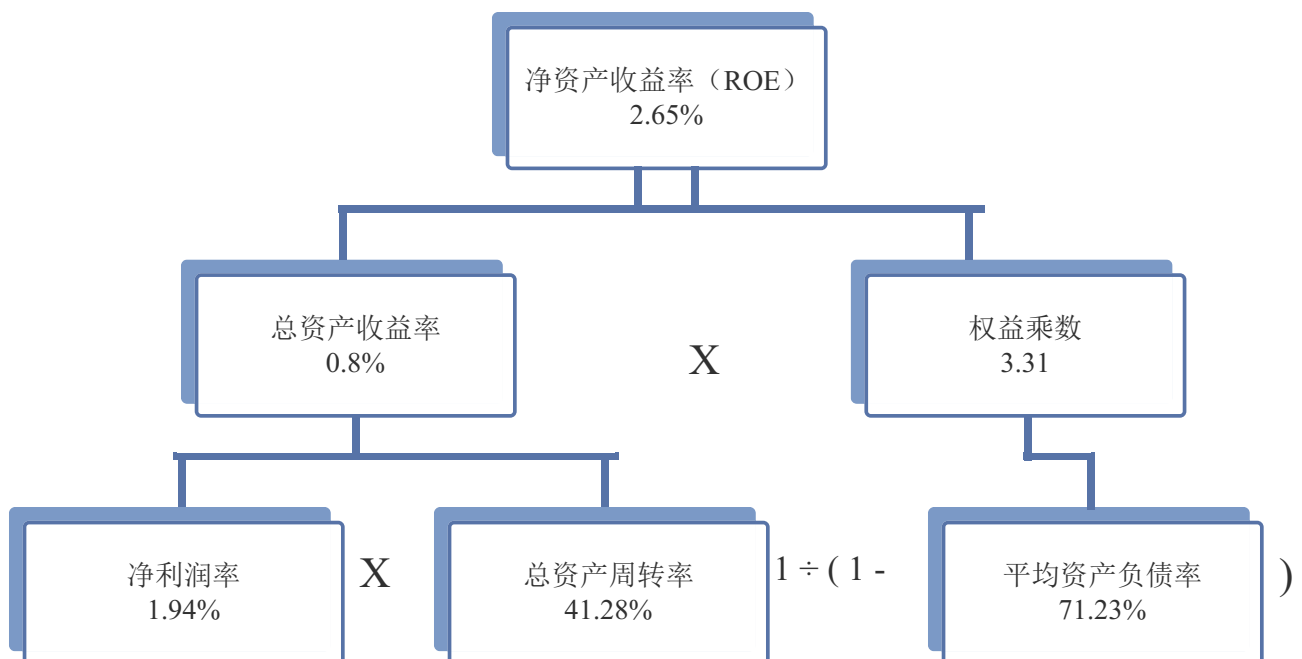 净资产收益率（ROE）
2.65%
总资产收益率
0.8%
X
权益乘数
3.31
净利润率
1.94%
X
总资产周转率
41.28%
1 ÷ ( 1 -
平均资产负债率
71.23%
)